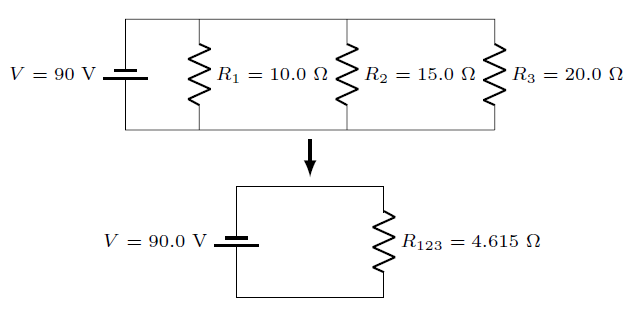 V = 90 V
R₁ = 10.0 Ω
R₂ = 15.0 Ω
R₃ = 20.0 Ω
V = 90.0 V
R₁₂₃ = 4.615 Ω